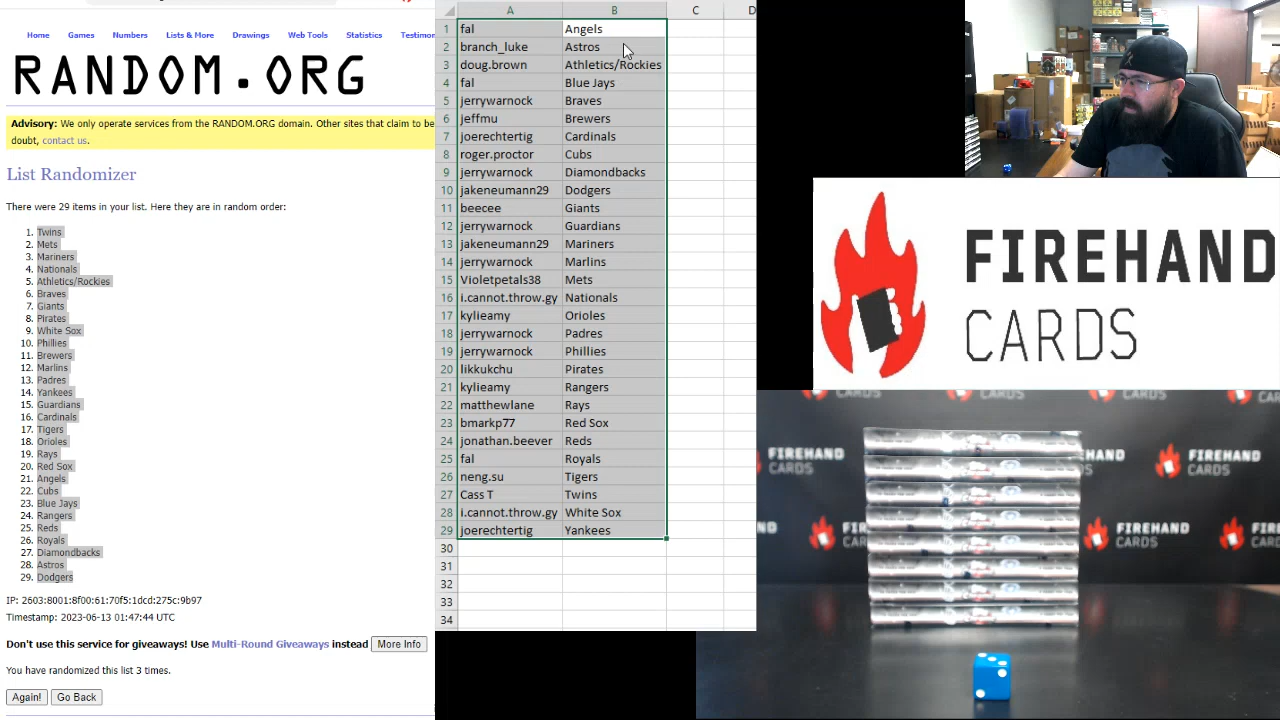 Home Games Numbers Lists & More Drawings Web Tools Statistics Testimor
RANDOM.ORG
Advisory: We only operate services from the RANDOM.ORG domain. Other sites that claim to be
doubt, contact us.
List Randomizer
There were 29 items in your list. Here they are in random order:
1. Twins
2. Mets
3. Mariners
4. Nationals
5. Athletics/Rockies
6. Braves
7. Giants
8. Pirates
9. White Sox
10. Phillies
11. Brewers
12. Marlins
13. Padres
14. Yankees
15. Guardians
16. Cardinals
17. Tigers
18. Orioles
19. Rays
20. Red Sox
21. Angels
22. Cubs
23. Blue Jays
24. Rangers
25. Reds
26. Royals
27. Diamondbacks
28. Astros
29. Dodgers
IP: 2603:8001:8f00:61:70f5:1dcd:275c:9b97
Timestamp: 2023-06-13 01:47:44 UTC
Don't use this service for giveaways! Use Multi-Round Giveaways instead More Info
You have randomized this list 3 times.
Again! Go Back
A B C D
1 fal Angels
2 branch_luke Astros
3 doug.brown Athletics/Rockies
4 fal Blue Jays
5 jerrywarnock Braves
6 jeffmu Brewers
7 joerechtertig Cardinals
8 roger.proctor Cubs
9 jerrywarnock Diamondbacks
10 jakeneumann29 Dodgers
11 beecee Giants
12 jerrywarnock Guardians
13 jakeneumann29 Mariners
14 jerrywarnock Marlins
15 Violetpetals38 Mets
16 i.cannot.throw.gy Nationals
17 kylieamy Orioles
18 jerrywarnock Padres
19 jerrywarnock Phillies
20 likkukchu Pirates
21 kylieamy Rangers
22 matthewlane Rays
23 bmarkp77 Red Sox
24 jonathan.beever Reds
25 fal Royals
26 neng.su Tigers
27 Cass T Twins
28 i.cannot.throw.gy White Sox
29 joerechtertig Yankees
30
31
32
33
34
FIREHAND
CARDS
FIREHAND
CARDS
CARDS
FIREHAND
CARDS
FIREHAND
CARDS
FIREHAND
CARDS
FIREHAND
CARDS